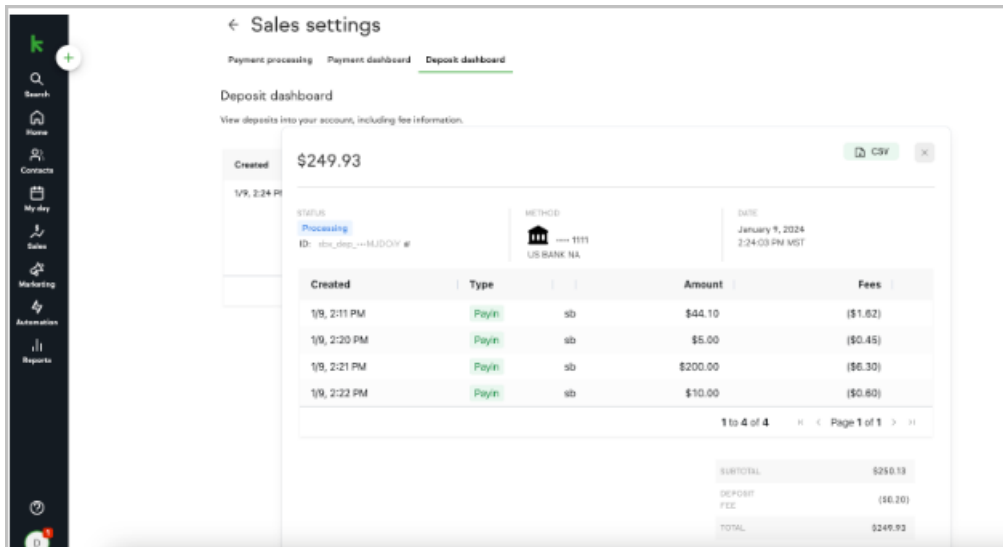 ← Sales settings
Payment processing Payment dashboard Deposit dashboard
Deposit dashboard
View deposits into your account, including fee information.
Search
Home
Contacts
My day
Sales
Marketing
Automation
Reports
Created
1/9, 2:24 PM
$249.93
CSV
STATUS
Processing
ID:
METHOD
1111
US BANK NA
DATE
January 9, 2024
2:24:03 PM MST
Created Type Amount Fees
1/9, 2:11 PM Payin sb $44.10 ($1.62)
1/9, 2:20 PM Payin sb $5.00 ($0.45)
1/9, 2:21 PM Payin sb $200.00 ($6.30)
1/9, 2:22 PM Payin sb $10.00 ($0.60)
1 to 4 of 4 Page 1 of 1
SUBTOTAL $250.13
DEPOSIT
FEE ($0.20)
TOTAL $249.93
D